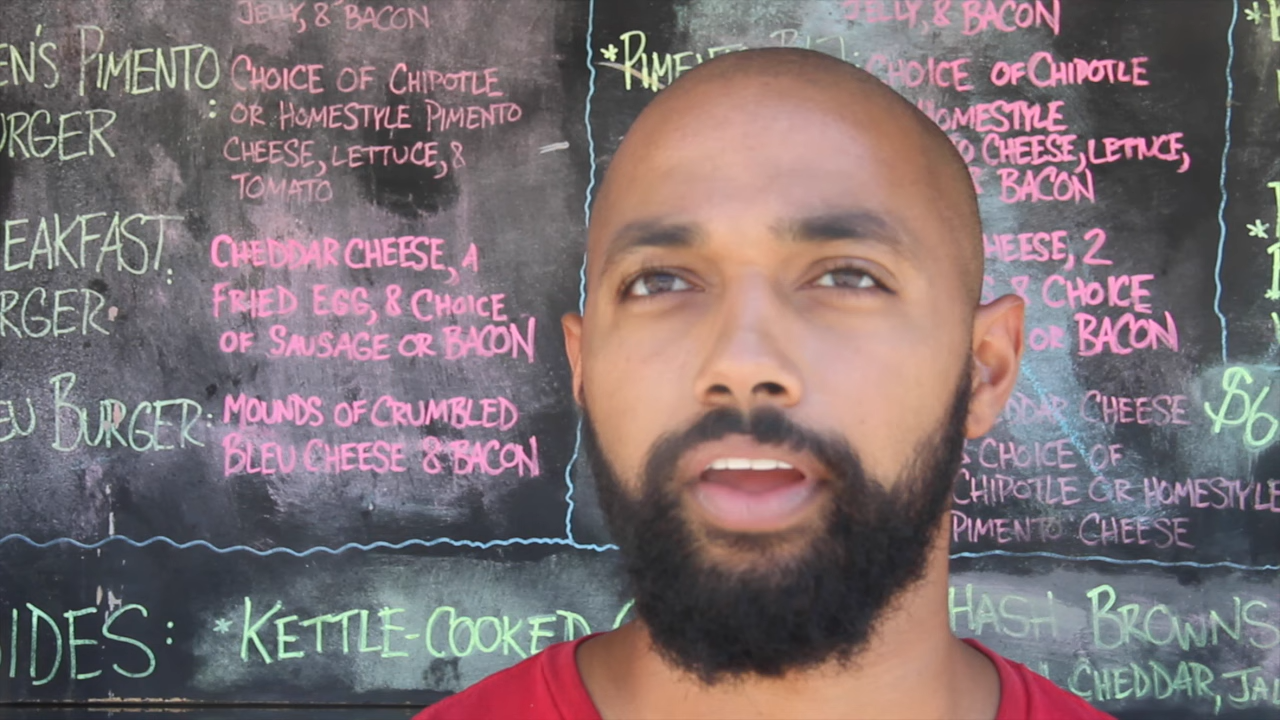 JELLY, & BACON
EN'S PIMENTO
URGER :
CHOICE OF CHIPOTLE
OR HOMESTYLE PIMENTO
CHEESE, LETTUCE, &
TOMATO
EAKFAST
RGER:
CHEDDAR CHEESE, A
FRIED EGG, & CHOICE
OF SAUSAGE OR BACON
EU BURGER:
MOUNDS OF CRUMBLED
BLEU CHEESE & BACON
JELLY, & BACON
*PIME
CHOICE OF CHIPOTLE
HOMESTYLE
O CHEESE, LETTUCE,
& BACON
HEESE, 2
& CHOICE
OR BACON
DDAR CHEESE
& CHOICE OF
CHIPOTLE OR HOMESTYLE
PIMENTO CHEESE
$6
IDES: *KETTLE-COOKED
HASH BROWNS
CHEDDAR, JA